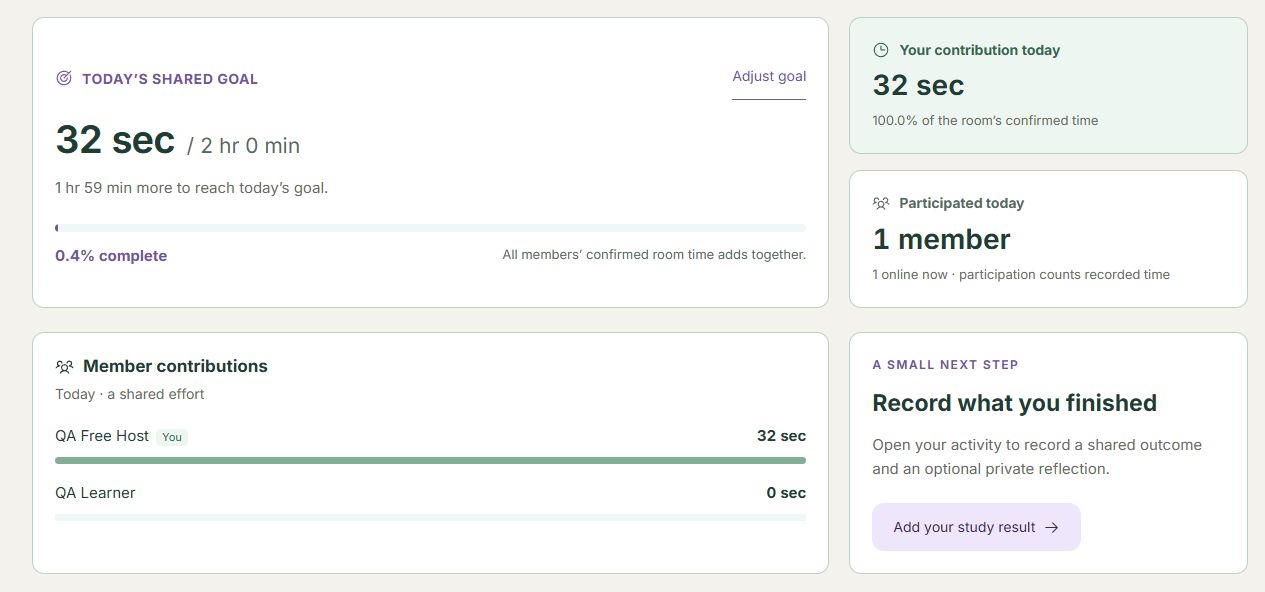 TODAY’S SHARED GOAL
Adjust goal
32 sec / 2 hr 0 min
1 hr 59 min more to reach today’s goal.
0.4% complete
All members’ confirmed room time adds together.
Your contribution today
32 sec
100.0% of the room’s confirmed time
Participated today
1 member
1 online now · participation counts recorded time
Member contributions
Today · a shared effort
QA Free Host You
32 sec
QA Learner
0 sec
A SMALL NEXT STEP
Record what you finished
Open your activity to record a shared outcome
and an optional private reflection.
Add your study result →